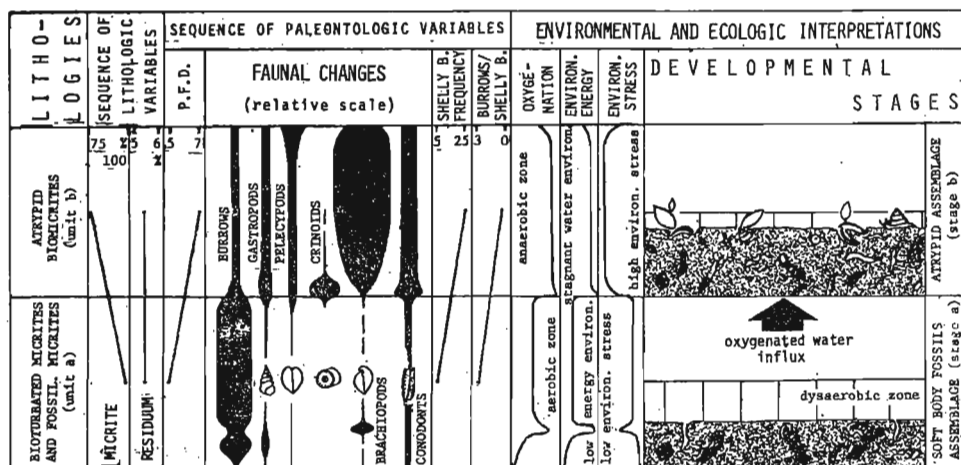 LITHO-
LOGIES
SEQUENCE OF
LITHOLOGIC
VARIABLES
SEQUENCE OF PALEONTOLOGIC VARIABLES
P.F.D.
FAUNAL CHANGES
(relative scale)
SHELLY B.
FREQUENCY
BURROWS/
SHELLY B.
ENVIRONMENTAL AND ECOLOGIC INTERPRETATIONS
OXYGE-
NATION
ENVIRON.
ENERGY
ENVIRON.
STRESS
DEVELOPMENTAL
STAGES
75 %
100
5 6
%
5 7
5 25
3 0
ATRYPID
BIOMICRITES
(unit b)
BURROWS
GASTROPODS
PELECYPODS
CRINOIDS
anaerobic zone
stagnant water environ.
high environ. stress
ATRYPID ASSEMBLAGE
(stage b)
BIOTURBATED MICRITES
AND FOSSIL MICRITES
(unit a)
MICRITE
RESIDUUM
BRACHIOPODS
CONODONTS
aerobic zone
low energy environ.
low environ. stress
oxygenated water
influx
dysaerobic zone
SOFT BODY FOSSILS
ASSEMBLAGE (stage a)